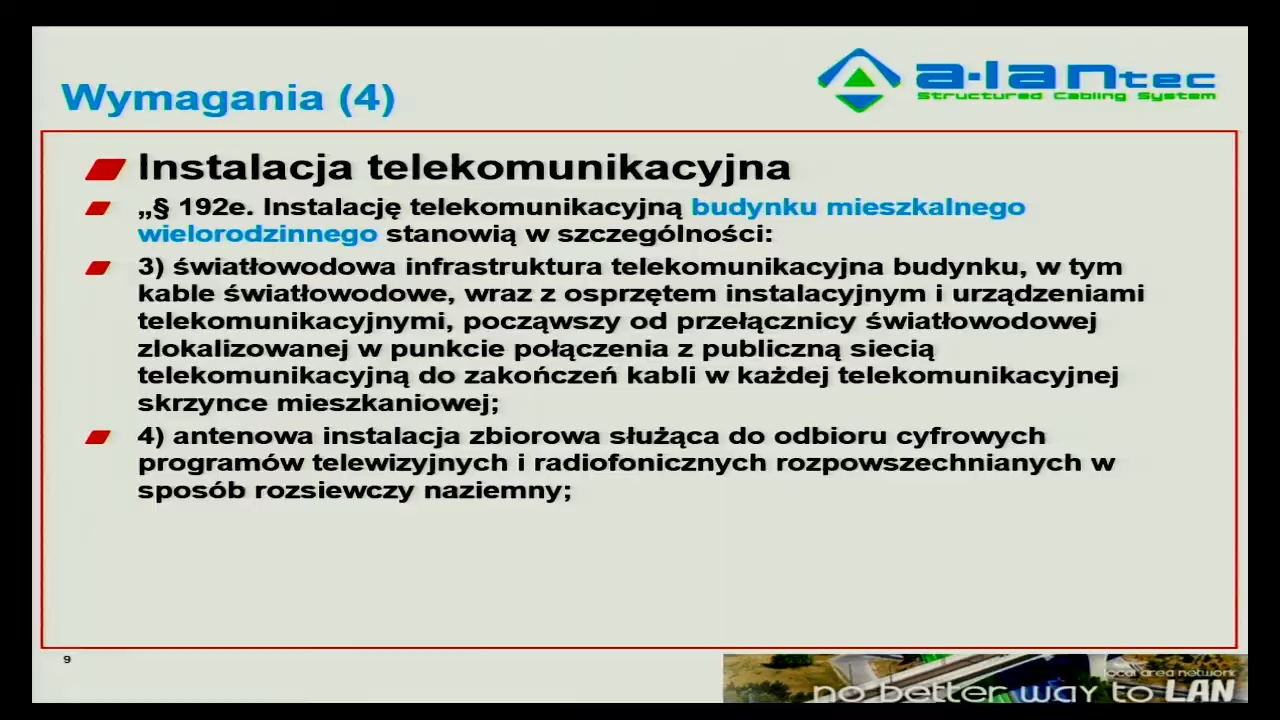 Wymagania (4)
a·lantec
Structured Cabling System
Instalacja telekomunikacyjna
„§ 192e. Instalację telekomunikacyjną budynku mieszkalnego
wielorodzinnego stanowią w szczególności:
3) światłowodowa infrastruktura telekomunikacyjna budynku, w tym
kable światłowodowe, wraz z osprzętem instalacyjnym i urządzeniami
telekomunikacyjnymi, począwszy od przełącznicy światłowodowej
zlokalizowanej w punkcie połączenia z publiczną siecią
telekomunikacyjną do zakończeń kabli w każdej telekomunikacyjnej
skrzynce mieszkaniowej;
4) antenowa instalacja zbiorowa służąca do odbioru cyfrowych
programów telewizyjnych i radiofonicznych rozpowszechnianych w
sposób rozsiewczy naziemny;
9
local area network
no better way to LAN